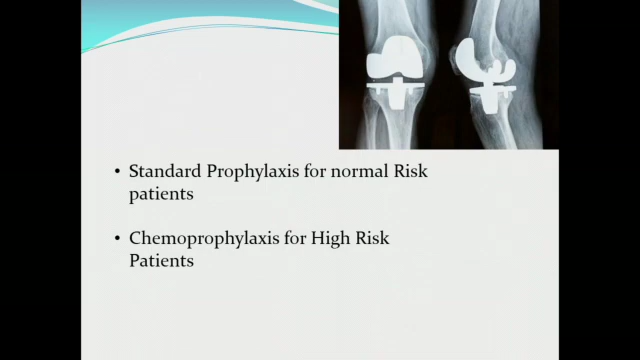 • Standard Prophylaxis for normal Risk
patients
• Chemoprophylaxis for High Risk
Patients